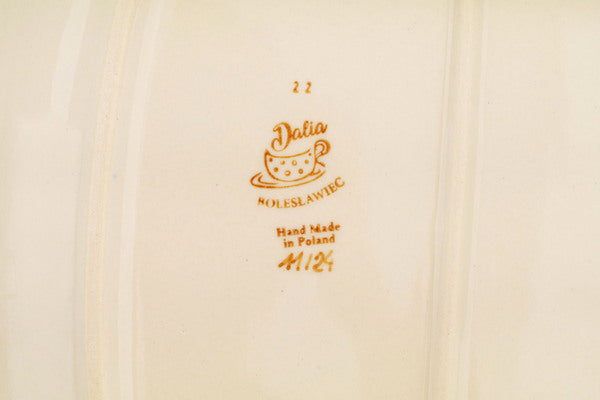 22
Dalia
BOLESŁAWIEC
Hand Made
in Poland
11/24